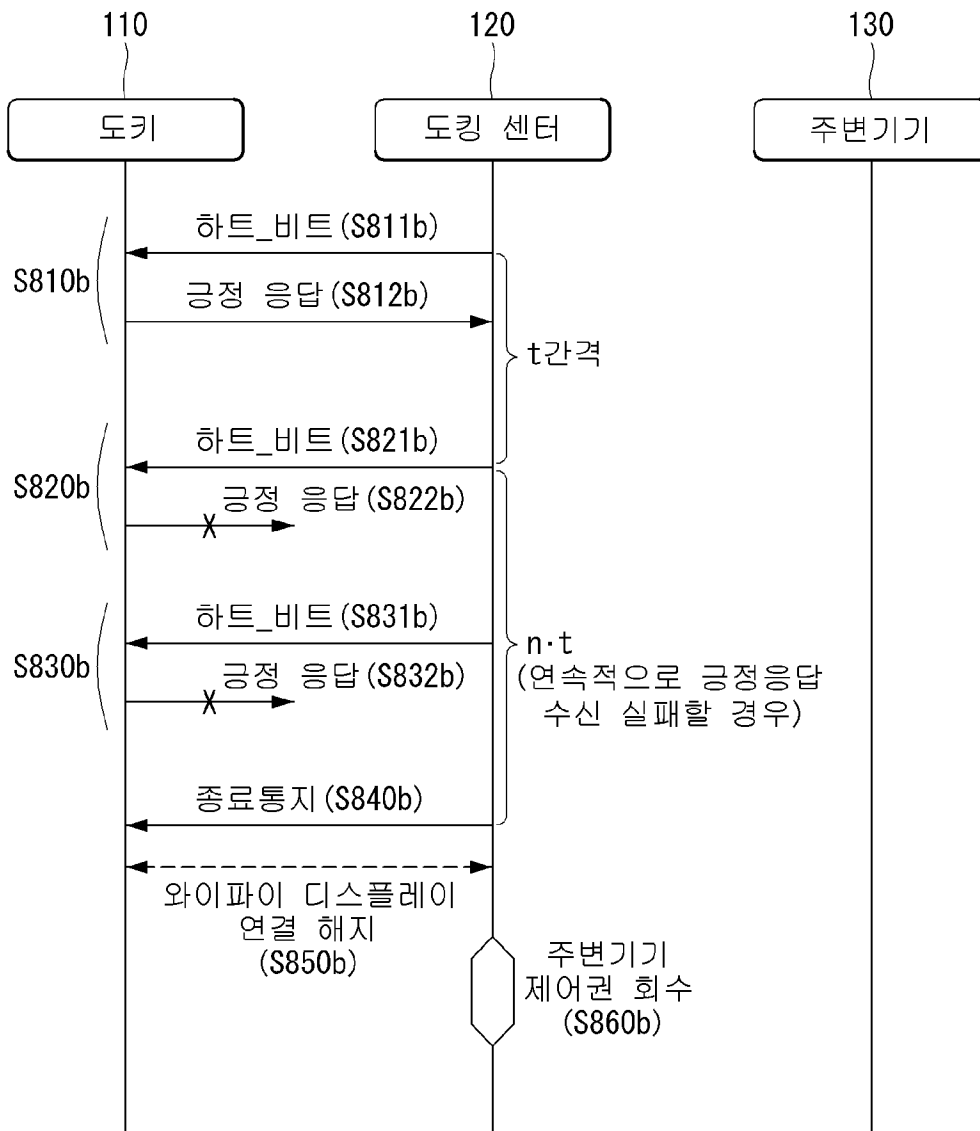 110
120
130
도키
도킹 센터
주변기기
하트_비트(S811b)
S810b
긍정 응답(S812b)
t간격
하트_비트(S821b)
S820b
긍정 응답(S822b)
하트_비트(S831b)
S830b
긍정 응답(S832b)
n·t
(연속적으로 긍정응답
수신 실패할 경우)
종료통지(S840b)
와이파이 디스플레이
연결 해지
(S850b)
주변기기
제어권 회수
(S860b)